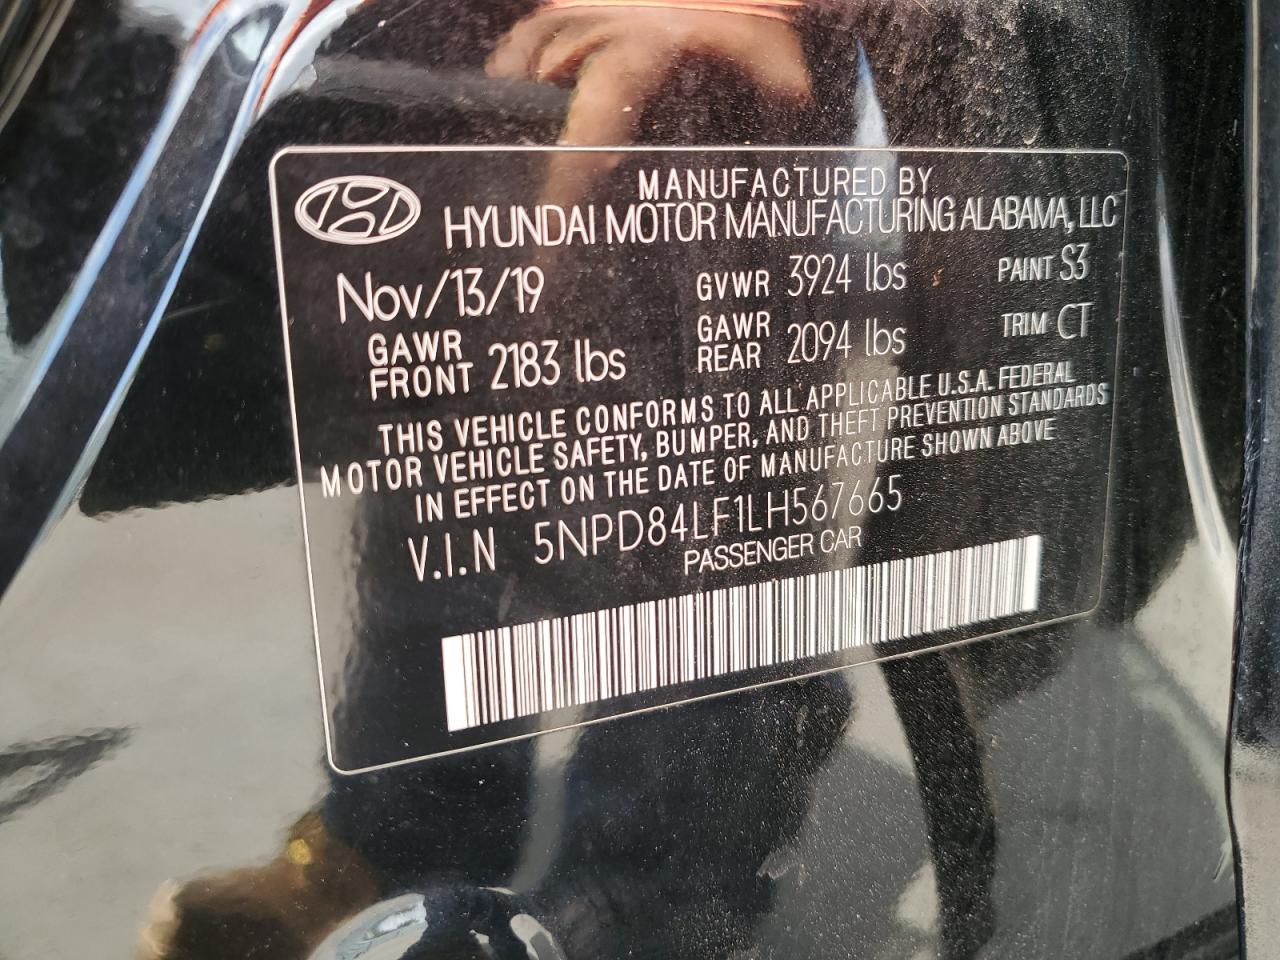 MANUFACTURED BY
HYUNDAI MOTOR MANUFACTURING ALABAMA, LLC
Nov/13/19 GVWR 3924 lbs PAINT S3
GAWR FRONT 2183 lbs GAWR REAR 2094 lbs TRIM CT
THIS VEHICLE CONFORMS TO ALL APPLICABLE U.S.A. FEDERAL
MOTOR VEHICLE SAFETY, BUMPER, AND THEFT PREVENTION STANDARDS
IN EFFECT ON THE DATE OF MANUFACTURE SHOWN ABOVE
V.I.N 5NPD84LF1LH567665
PASSENGER CAR